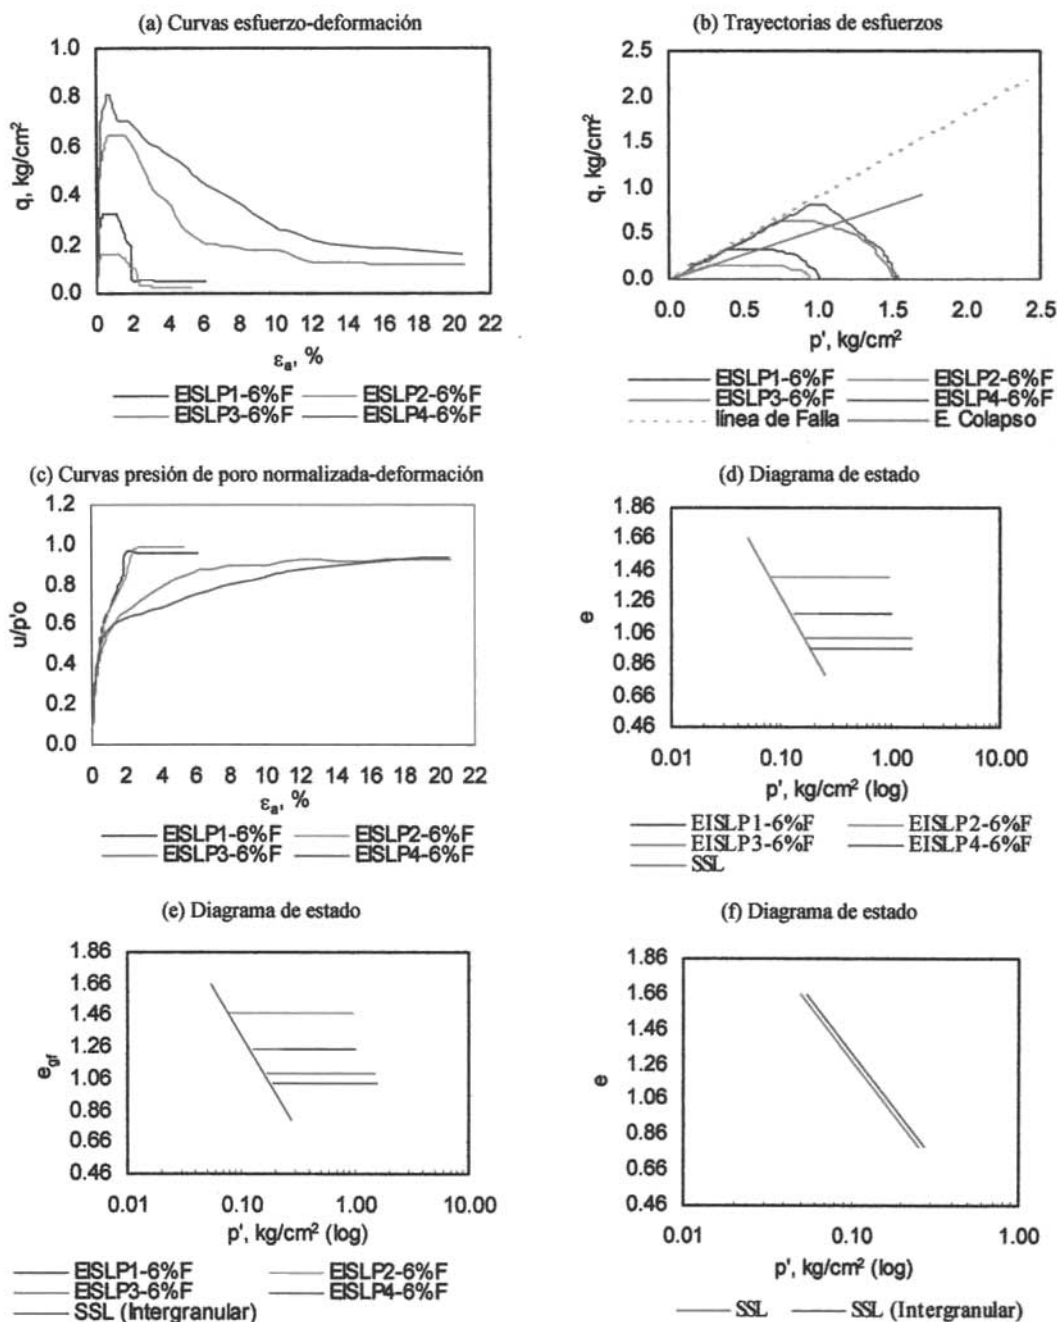 (a) Curvas esfuerzo-deformación
q, kg/cm²
1.0
0.8
0.6
0.4
0.2
0.0
0 2 4 6 8 10 12 14 16 18 20 22
εa, %
EISLP1-6%F EISLP2-6%F
EISLP3-6%F EISLP4-6%F
(b) Trayectorias de esfuerzos
q, kg/cm²
2.5
2.0
1.5
1.0
0.5
0.0
0.0 0.5 1.0 1.5 2.0 2.5
p', kg/cm²
EISLP1-6%F EISLP2-6%F
EISLP3-6%F EISLP4-6%F
línea de Falla E. Colapso
(c) Curvas presión de poro normalizada-deformación
u/p'o
1.2
1.0
0.8
0.6
0.4
0.2
0.0
0 2 4 6 8 10 12 14 16 18 20 22
εa, %
EISLP1-6%F EISLP2-6%F
EISLP3-6%F EISLP4-6%F
(d) Diagrama de estado
e
1.86
1.66
1.46
1.26
1.06
0.86
0.66
0.46
0.01 0.10 1.00 10.00
p', kg/cm² (log)
EISLP1-6%F EISLP2-6%F
EISLP3-6%F EISLP4-6%F
SSL
(e) Diagrama de estado
egf
1.86
1.66
1.46
1.26
1.06
0.86
0.66
0.46
0.01 0.10 1.00 10.00
p', kg/cm² (log)
EISLP1-6%F EISLP2-6%F
EISLP3-6%F EISLP4-6%F
SSL (Intergranular)
(f) Diagrama de estado
e
1.86
1.66
1.46
1.26
1.06
0.86
0.66
0.46
0.01 0.10 1.00
p', kg/cm² (log)
SSL SSL (Intergranular)